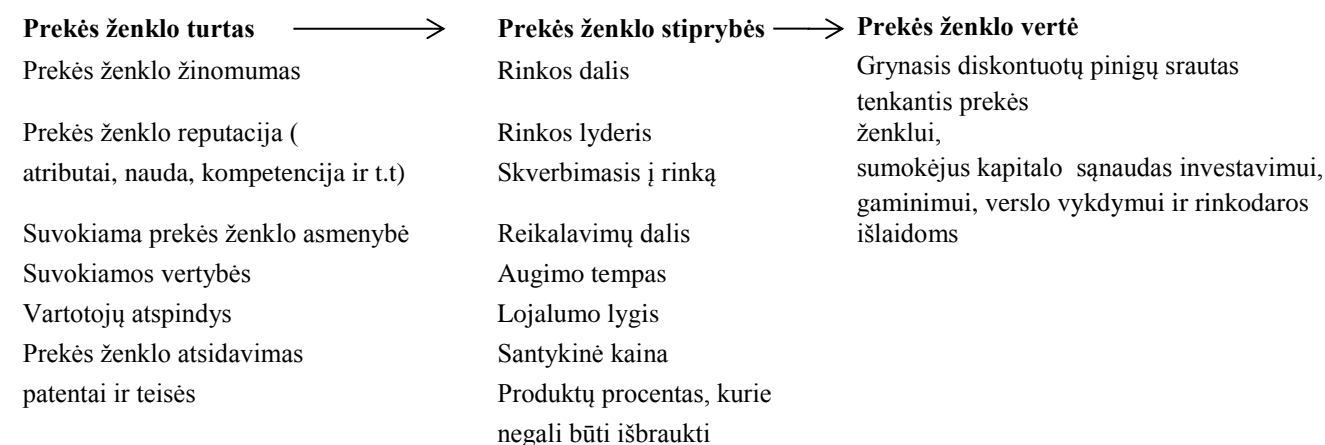 Prekės ženklo turtas
Prekės ženklo žinomumas
Prekės ženklo reputacija (
atributai, nauda, kompetencija ir t.t)
Suvokiama prekės ženklo asmenybė
Suvokiamos vertybės
Vartotojų atspindys
Prekės ženklo atsidavimas
patentai ir teisės
Prekės ženklo stiprybės
Rinkos dalis
Rinkos lyderis
Skverbimasis į rinką
Reikalavimų dalis
Augimo tempas
Lojalumo lygis
Santykinė kaina
Produktų procentas, kurie
negali būti išbraukti
Prekės ženklo vertė
Grynasis diskontuotų pinigų srautas
tenkantis prekės
ženklui,
sumokėjus kapitalo sąnaudas investavimui,
gaminimui, verslo vykdymui ir rinkodaros
išlaidoms